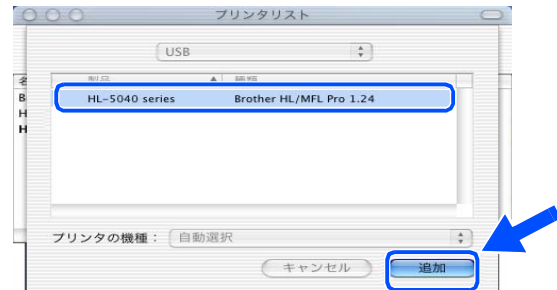 プリンタリスト
USB
製品 種類
HL-5040 series Brother HL/MFL Pro 1.24
名
B
H
H
プリンタの機種： 自動選択
キャンセル 追加